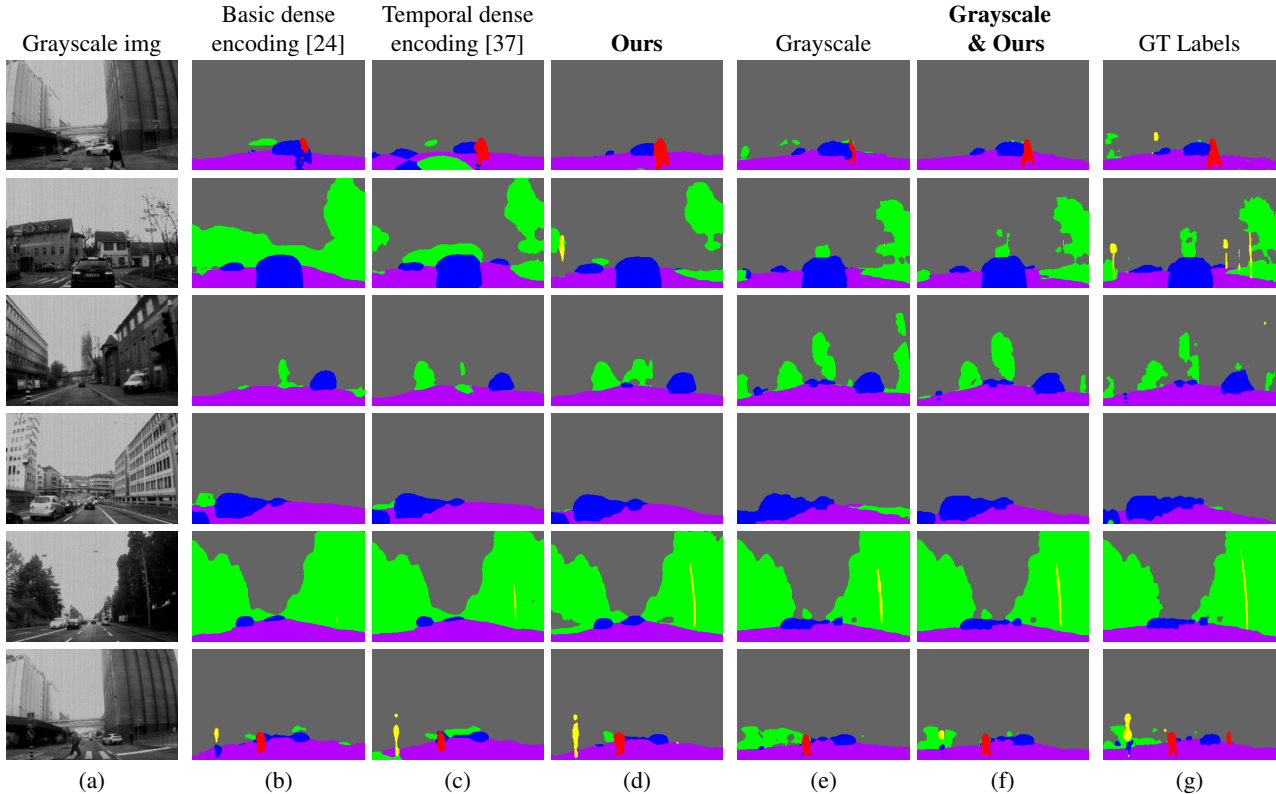 Grayscale img
Basic dense
encoding [24]
Temporal dense
encoding [37]
Ours
Grayscale
Grayscale
& Ours
GT Labels
(a)
(b)
(c)
(d)
(e)
(f)
(g)